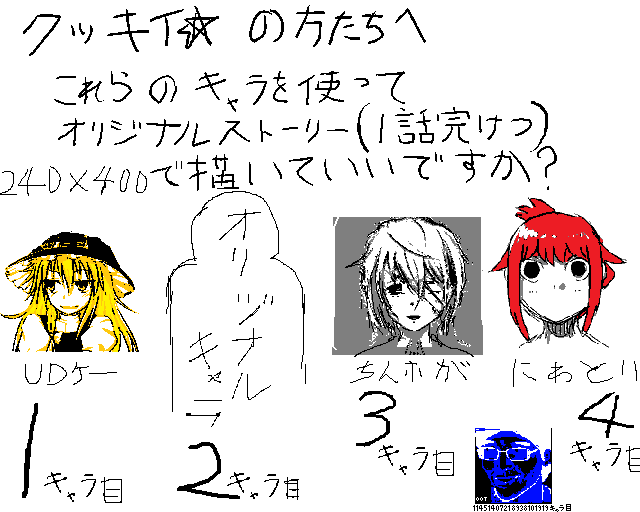 クッキイ☆の方たちへ
これらのキャラを使って
オリジナルストーリー(1話完けつ)
240×400で描いていいですか?
オリジナルキャラ
UDケー
ちんホが
にわとり
1キャラ目
2キャラ目
3キャラ目
4キャラ目
114514072189381019193キャラ目